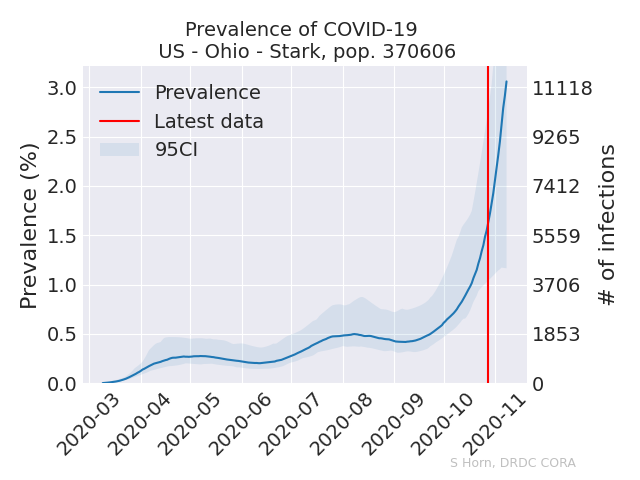 Prevalence of COVID-19
US - Ohio - Stark, pop. 370606
Prevalence
Latest data
95CI
Prevalence (%)
3.0
2.5
2.0
1.5
1.0
0.5
0.0
11118
9265
7412
5559
3706
1853
0
# of infections
2020-03
2020-04
2020-05
2020-06
2020-07
2020-08
2020-09
2020-10
2020-11
S Horn, DRDC CORA